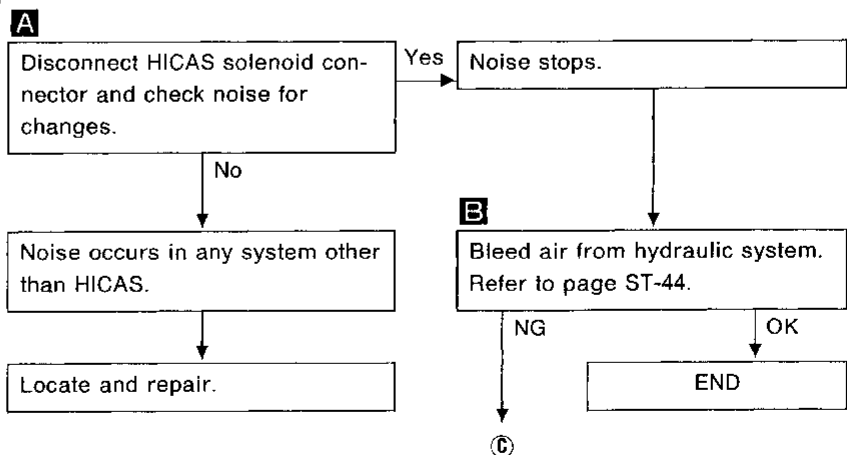 A
Disconnect HICAS solenoid con-
nector and check noise for
changes.
Yes
Noise stops.
No
Noise occurs in any system other
than HICAS.
Locate and repair.
B
Bleed air from hydraulic system.
Refer to page ST-44.
NG
OK
END
Ⓒ